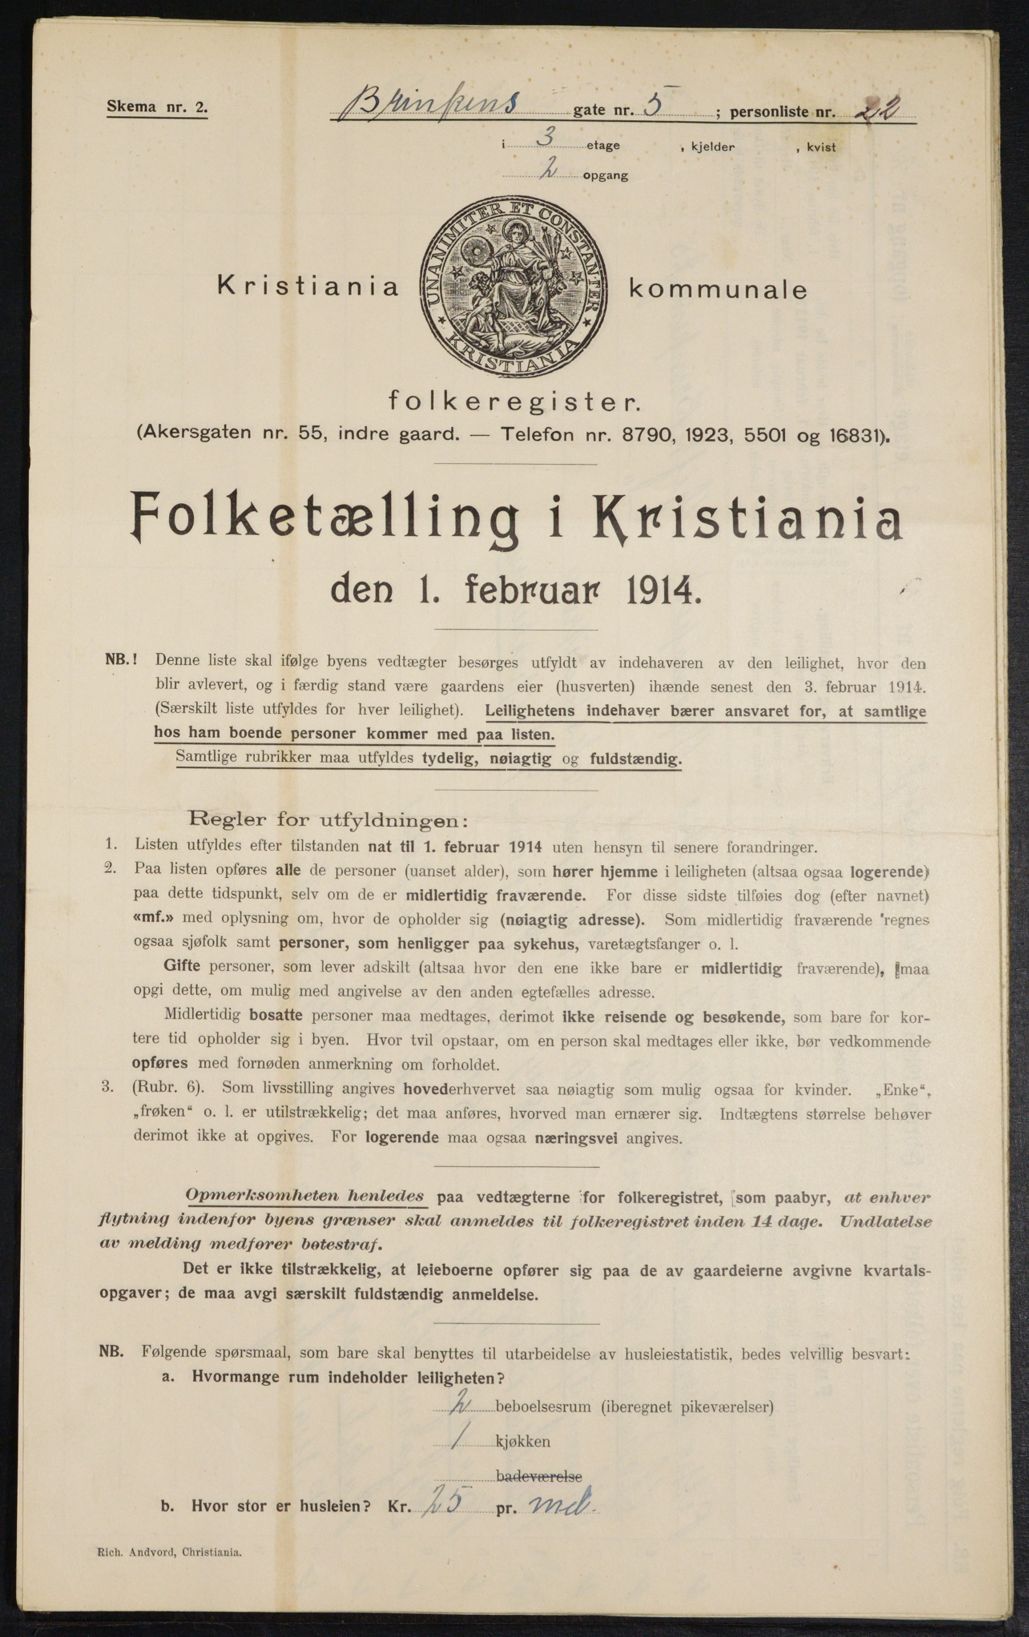 Skema nr. 2.
Brinkens gate nr. 5 ; personliste nr. 22
i 3 etage , kjelder , kvist
2 opgang
UNANIMITER ET CONSTANTER
KRISTIANIA
Kristiania kommunale
folkeregister.
(Akersgaten nr. 55, indre gaard. — Telefon nr. 8790, 1923, 5501 og 16831).
Folketælling i Kristiania
den 1. februar 1914.
NB.! Denne liste skal ifølge byens vedtægter besørges utfyldt av indehaveren av den leilighet, hvor den
blir avlevert, og i færdig stand være gaardens eier (husverten) ihænde senest den 3. februar 1914.
(Særskilt liste utfyldes for hver leilighet). Leilighetens indehaver bærer ansvaret for, at samtlige
hos ham boende personer kommer med paa listen.
Samtlige rubrikker maa utfyldes tydelig, nøiagtig og fuldstændig.
Regler for utfyldningen:
1. Listen utfyldes efter tilstanden nat til 1. februar 1914 uten hensyn til senere forandringer.
2. Paa listen opføres alle de personer (uanset alder), som hører hjemme i leiligheten (altsaa ogsaa logerende)
paa dette tidspunkt, selv om de er midlertidig fraværende. For disse sidste tilføies dog (efter navnet)
«mf.» med oplysning om, hvor de opholder sig (nøiagtig adresse). Som midlertidig fraværende regnes
ogsaa sjøfolk samt personer, som henligger paa sykehus, varetægtsfanger o. l.
Gifte personer, som lever adskilt (altsaa hvor den ene ikke bare er midlertidig fraværende), maa
opgi dette, om mulig med angivelse av den anden egtefælles adresse.
Midlertidig bosatte personer maa medtages, derimot ikke reisende og besøkende, som bare for kor-
tere tid opholder sig i byen. Hvor tvil opstaar, om en person skal medtages eller ikke, bør vedkommende
opføres med fornøden anmerkning om forholdet.
3. (Rubr. 6). Som livsstilling angives hovederhvervet saa nøiagtig som mulig ogsaa for kvinder. „Enke“,
„frøken“ o. l. er utilstrækkelig; det maa anføres, hvorved man ernærer sig. Indtægtens størrelse behøver
derimot ikke at opgives. For logerende maa ogsaa næringsvei angives.
Opmerksomheten henledes paa vedtægterne for folkeregistret, som paabyr, at enhver
flytning indenfor byens grænser skal anmeldes til folkeregistret inden 14 dage. Undlatelse
av melding medfører bøtestraf.
Det er ikke tilstrækkelig, at leieboerne opfører sig paa de av gaardeierne avgivne kvartals-
opgaver; de maa avgi særskilt fuldstændig anmeldelse.
NB. Følgende spørsmaal, som bare skal benyttes til utarbeidelse av husleiestatistik, bedes velvillig besvart:
a. Hvormange rum indeholder leiligheten?
2 beboelsesrum (iberegnet pikeværelser)
1 kjøkken
badeværelse
b. Hvor stor er husleien? Kr. 25 pr. md.
Rich. Andvord, Christiania.